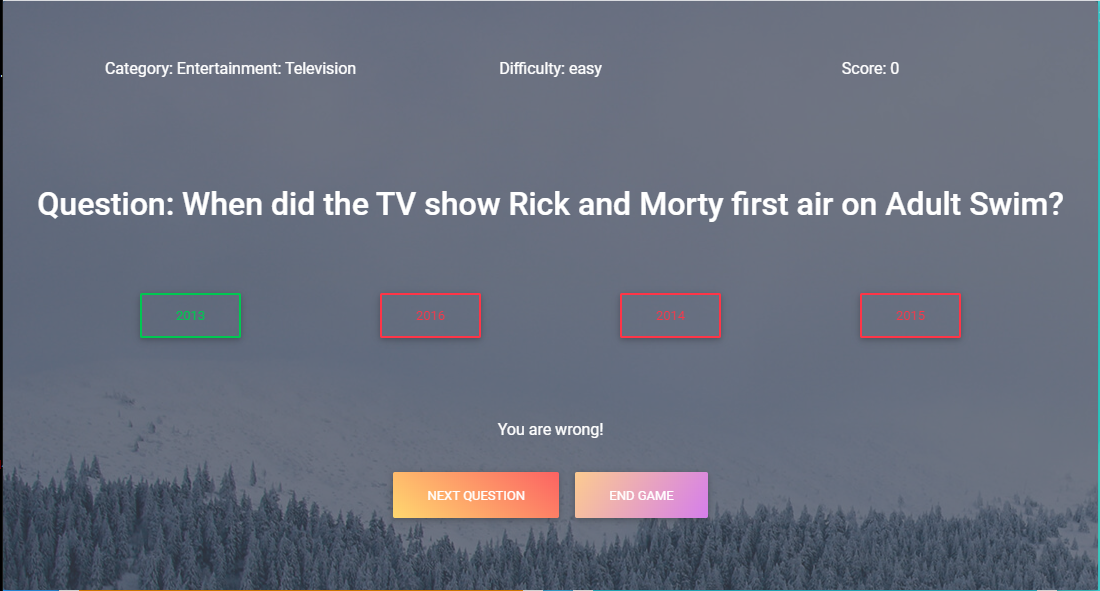 Category: Entertainment: Television
Difficulty: easy
Score: 0
Question: When did the TV show Rick and Morty first air on Adult Swim?
2013
2016
2014
2015
You are wrong!
NEXT QUESTION
END GAME